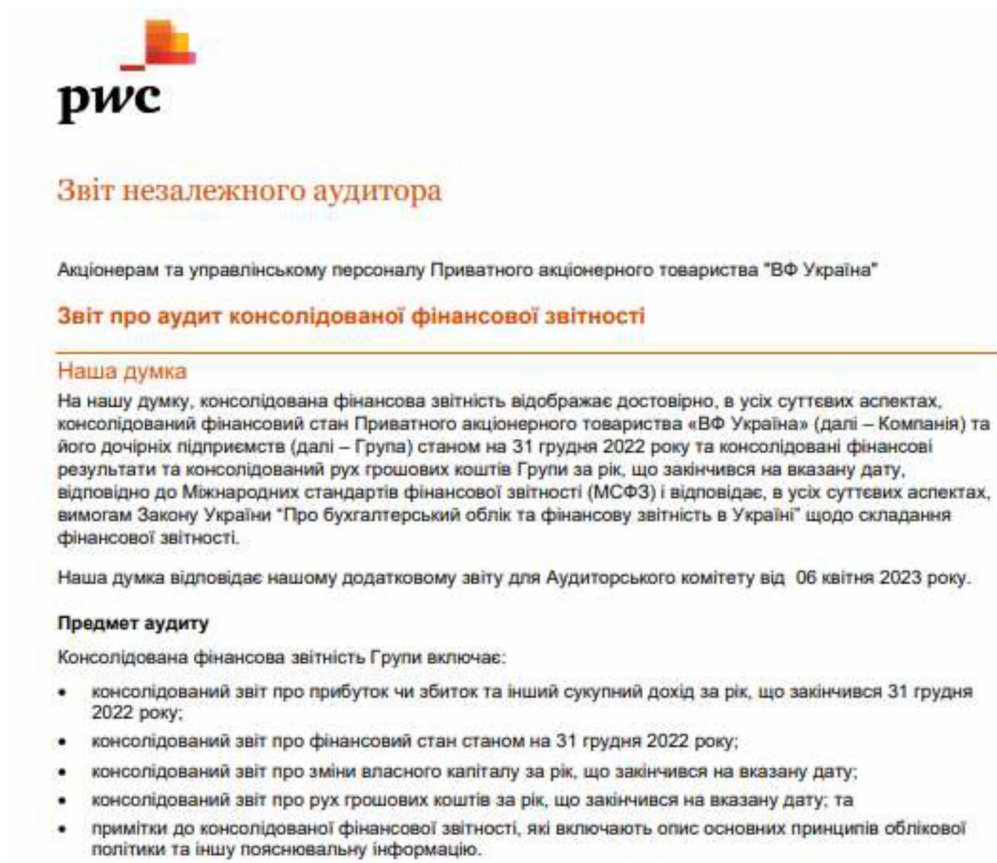 pwc
Звіт незалежного аудитора
Акціонерам та управлінському персоналу Приватного акціонерного товариства "ВФ Україна"
Звіт про аудит консолідованої фінансової звітності
Наша думка
На нашу думку, консолідована фінансова звітність відображає достовірно, в усіх суттєвих аспектах,
консолідований фінансовий стан Приватного акціонерного товариства «ВФ Україна» (далі – Компанія) та
його дочірніх підприємств (далі – Група) станом на 31 грудня 2022 року та консолідовані фінансові
результати та консолідований рух грошових коштів Групи за рік, що закінчився на вказану дату,
відповідно до Міжнародних стандартів фінансової звітності (МСФЗ) і відповідає, в усіх суттєвих аспектах,
вимогам Закону України "Про бухгалтерський облік та фінансову звітність в Україні" щодо складання
фінансової звітності.
Наша думка відповідає нашому додатковому звіту для Аудиторського комітету від 06 квітня 2023 року.
Предмет аудиту
Консолідована фінансова звітність Групи включає:
• консолідований звіт про прибуток чи збиток та інший сукупний дохід за рік, що закінчився 31 грудня
2022 року;
• консолідований звіт про фінансовий стан станом на 31 грудня 2022 року;
• консолідований звіт про зміни власного капіталу за рік, що закінчився на вказану дату;
• консолідований звіт про рух грошових коштів за рік, що закінчився на вказану дату; та
• примітки до консолідованої фінансової звітності, які включають опис основних принципів облікової
політики та іншу пояснювальну інформацію.